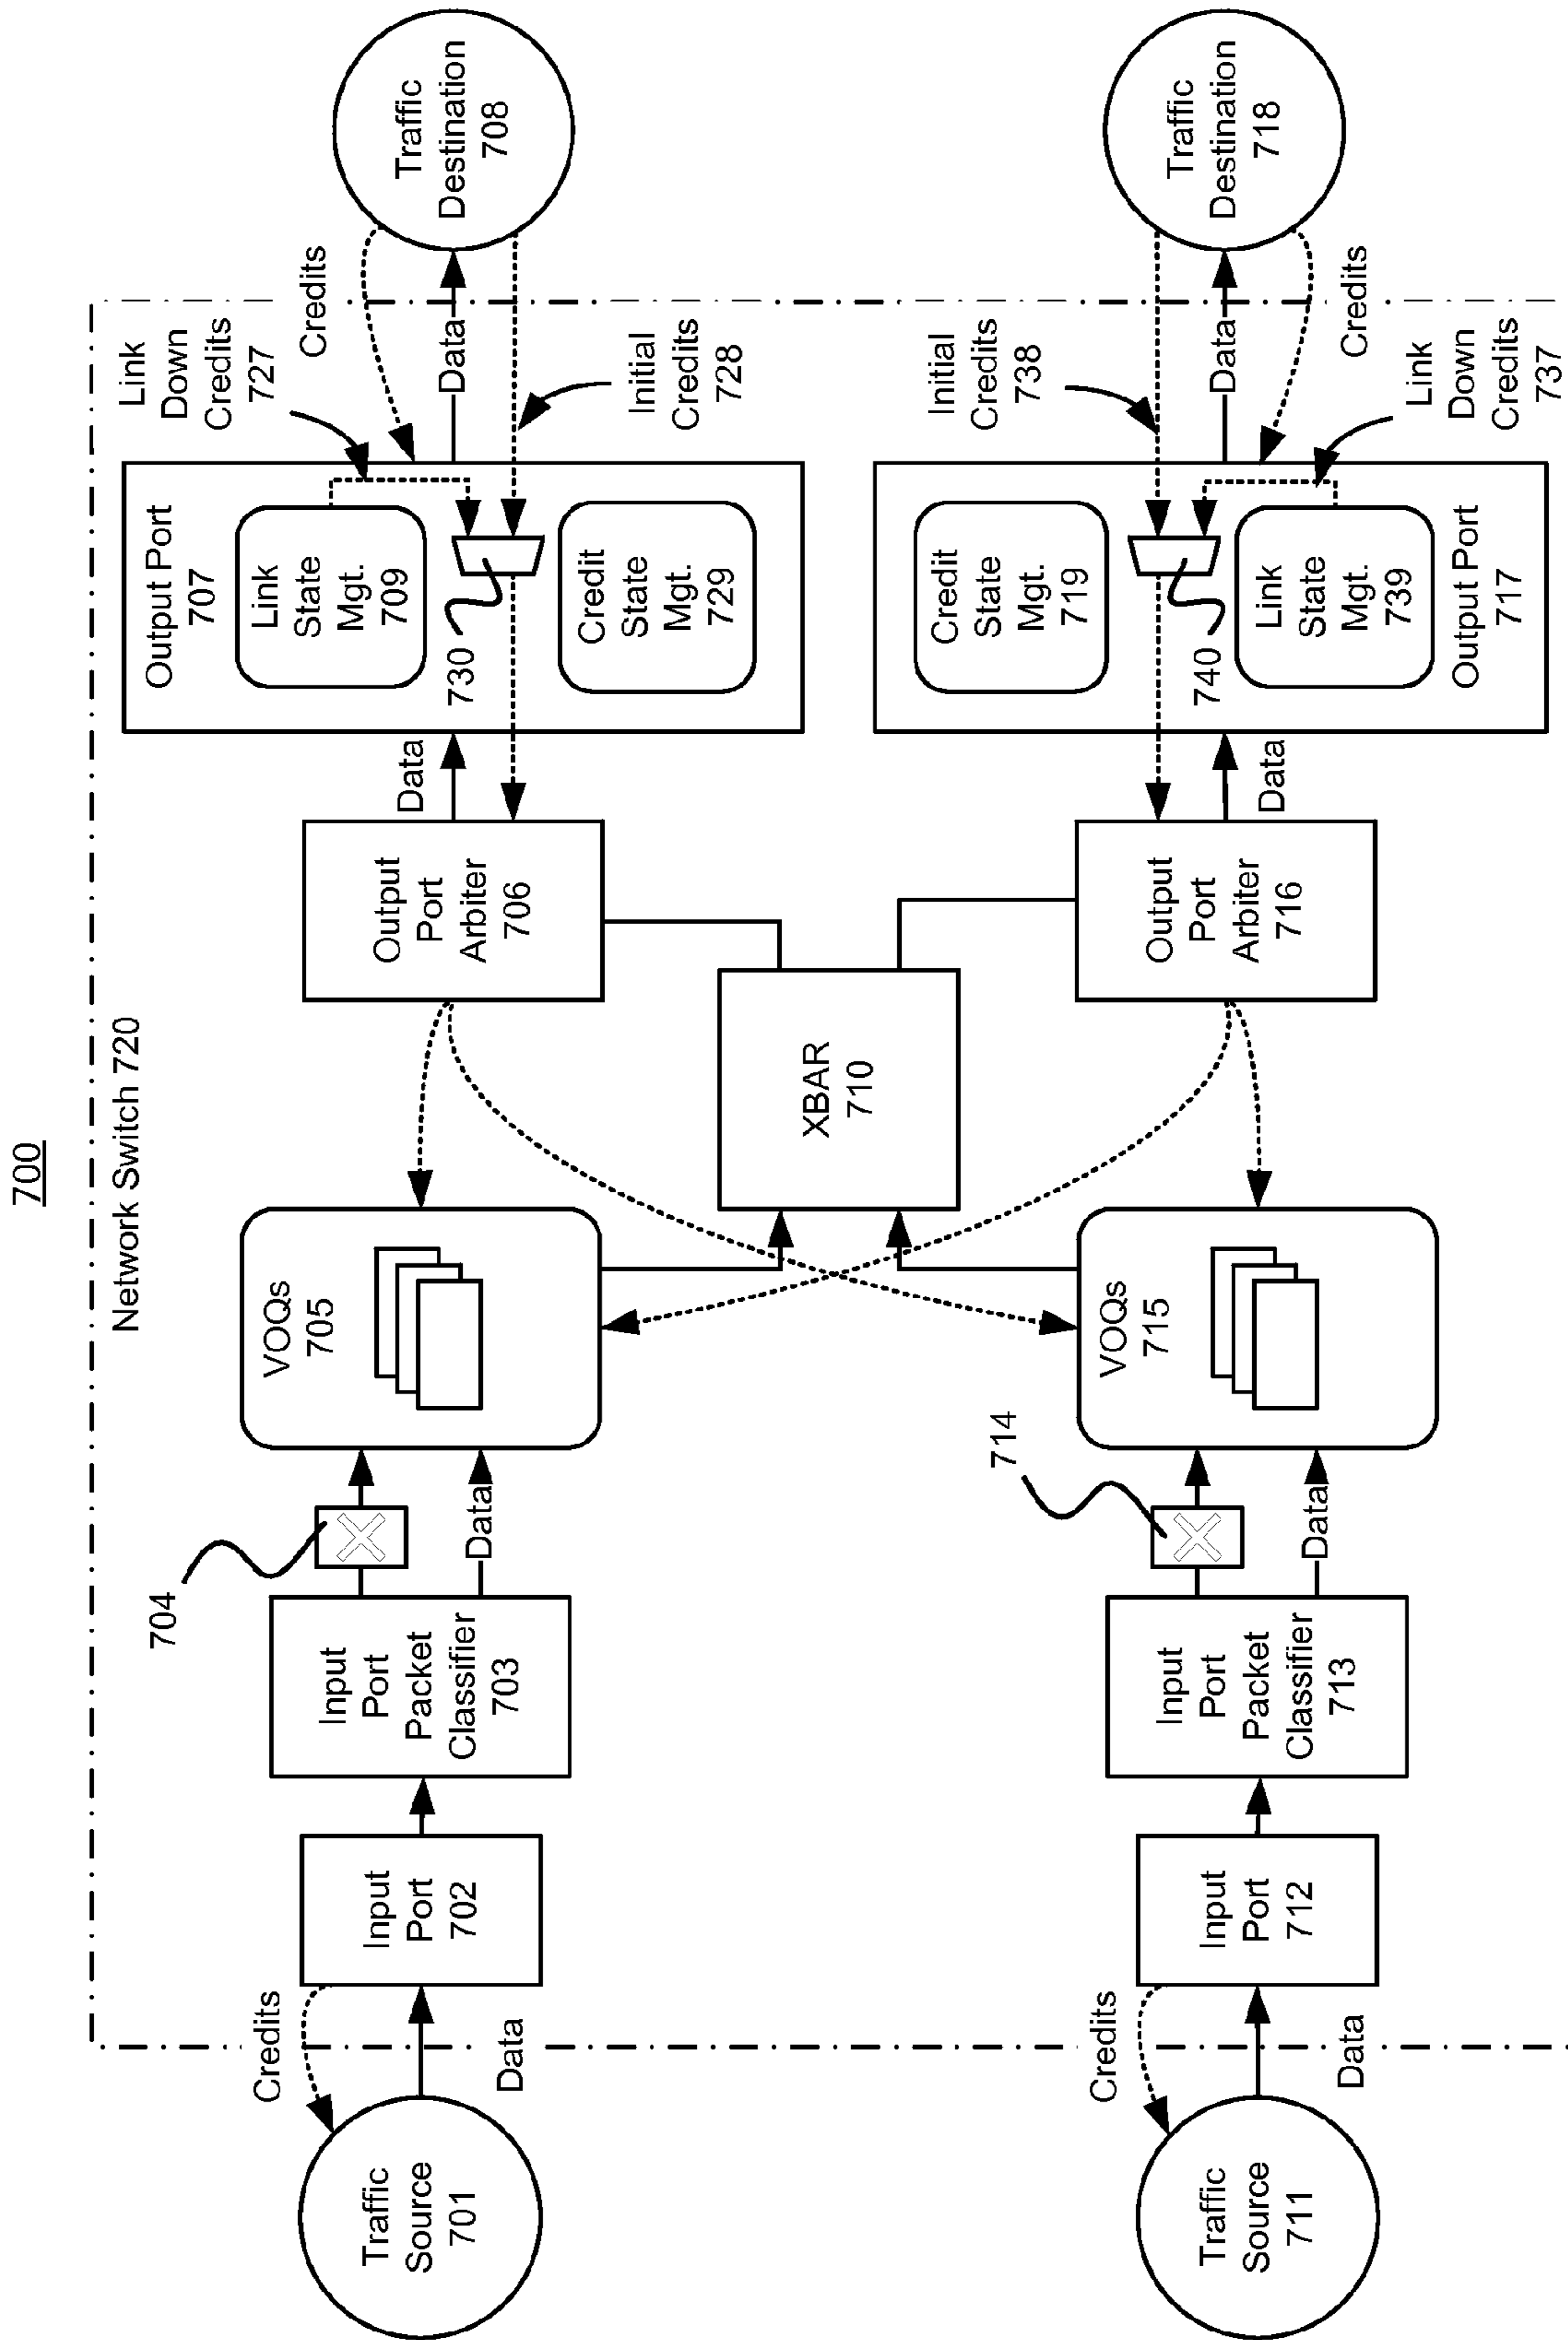 700
Network Switch 720
Traffic
Source
701
Credits
Data
Input
Port
702
Input
Port
Packet
Classifier
703
704
Data
VOQs
705
XBAR
710
Output
Port
Arbiter
706
Data
Output Port
707
Link
State
Mgt.
709
730
Credit
State
Mgt.
729
Link
Down
Credits
727
Credits
Data
Initial
Credits
728
Traffic
Destination
708
Traffic
Source
711
Credits
Data
Input
Port
712
Input
Port
Packet
Classifier
713
714
Data
VOQs
715
Output
Port
Arbiter
716
Data
Credit
State
Mgt.
719
740
Link
State
Mgt.
739
Output Port
717
Initial
Credits
738
Data
Credits
Link
Down
Credits
737
Traffic
Destination
718